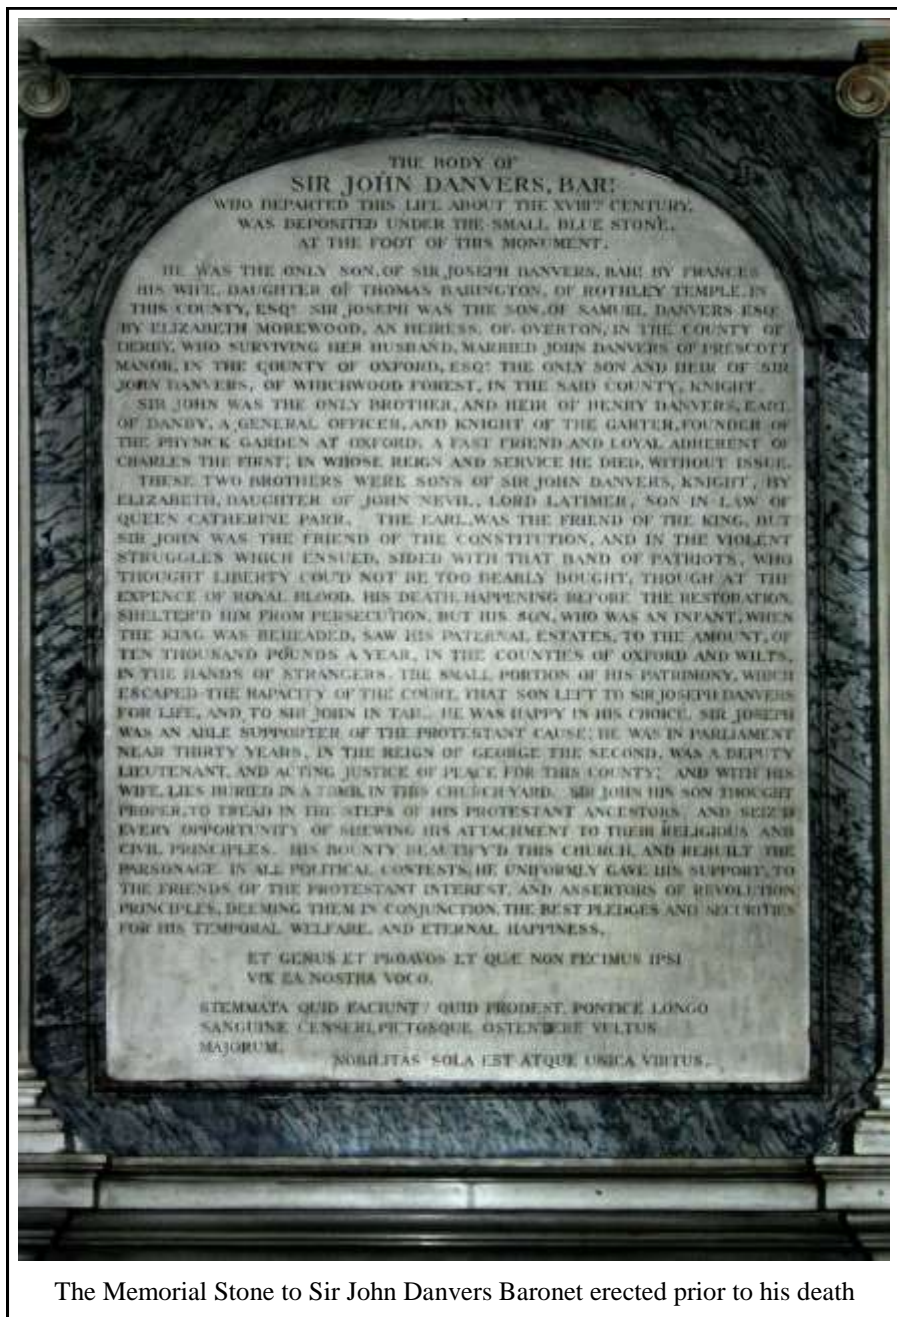 THE BODY OF
SIR JOHN DANVERS, BART
WHO DEPARTED THIS LIFE ABOUT THE XVIIITH CENTURY,
WAS DEPOSITED UNDER THE SMALL BLUE STONE,
AT THE FOOT OF THIS MONUMENT.
HE WAS THE ONLY SON, OF SIR JOSEPH DANVERS, BART BY FRANCES
HIS WIFE, DAUGHTER OF THOMAS BABINGTON, OF ROTHLEY TEMPLE, IN
THIS COUNTY, ESQR SIR JOSEPH WAS THE SON, OF SAMUEL DANVERS ESQR
BY ELIZABETH MOREWOOD, AN HEIRESS, OF OVERTON, IN THE COUNTY OF
DERBY, WHO SURVIVING HER HUSBAND, MARRIED JOHN DANVERS OF PRESCOTT
MANOR, IN THE COUNTY OF OXFORD, ESQR THE ONLY SON AND HEIR OF SIR
JOHN DANVERS, OF WHICHWOOD FOREST, IN THE SAID COUNTY, KNIGHT.
SIR JOHN WAS THE ONLY BROTHER, AND HEIR OF HENRY DANVERS, EARL
OF DANBY, A GENERAL OFFICER, AND KNIGHT OF THE GARTER, FOUNDER OF
THE PHYSICK GARDEN AT OXFORD, A FAST FRIEND AND LOYAL ADHERENT OF
CHARLES THE FIRST, IN WHOSE REIGN AND SERVICE HE DIED, WITHOUT ISSUE.
THESE TWO BROTHERS WERE SONS OF SIR JOHN DANVERS, KNIGHT, BY
ELIZABETH, DAUGHTER OF JOHN NEVIL, LORD LATIMER, SON IN LAW OF
QUEEN CATHERINE PARR. THE EARL, WAS THE FRIEND OF THE KING, BUT
SIR JOHN WAS THE FRIEND OF THE CONSTITUTION, AND IN THE VIOLENT
STRUGGLES WHICH ENSUED, SIDED WITH THAT BAND OF PATRIOTS, WHO
THOUGHT LIBERTY COU'D NOT BE TOO DEARLY BOUGHT, THOUGH AT THE
EXPENCE OF ROYAL BLOOD. HIS DEATH, HAPPENING BEFORE THE RESTORATION,
SHELTER'D HIM FROM PERSECUTION, BUT HIS SON, WHO WAS AN INFANT, WHEN
THE KING WAS BEHEADED, SAW HIS PATERNAL ESTATES, TO THE AMOUNT, OF
TEN THOUSAND POUNDS A YEAR, IN THE COUNTIES OF OXFORD AND WILTS,
IN THE HANDS OF STRANGERS. THE SMALL PORTION OF HIS PATRIMONY, WHICH
ESCAPED THE RAPACITY OF THE COURT, THAT SON LEFT TO SIR JOSEPH DANVERS
FOR LIFE, AND TO SIR JOHN IN TAIL. HE WAS HAPPY IN HIS CHOICE. SIR JOSEPH
WAS AN ABLE SUPPORTER OF THE PROTESTANT CAUSE; HE WAS IN PARLIAMENT
NEAR THIRTY YEARS, IN THE REIGN OF GEORGE THE SECOND, WAS A DEPUTY
LIEUTENANT, AND ACTING JUSTICE OF PEACE FOR THIS COUNTY; AND WITH HIS
WIFE, LIES BURIED IN A TOMB, IN THIS CHURCH YARD. SIR JOHN HIS SON THOUGHT
PROPER, TO TREAD IN THE STEPS OF HIS PROTESTANT ANCESTORS, AND SEIZ'D
EVERY OPPORTUNITY OF SHEWING HIS ATTACHMENT TO THEIR RELIGIOUS AND
CIVIL PRINCIPLES. HIS BOUNTY BEAUTIFY'D THIS CHURCH, AND REBUILT THE
PARSONAGE. IN ALL POLITICAL CONTESTS, HE UNIFORMLY GAVE HIS SUPPORT, TO
THE FRIENDS OF THE PROTESTANT INTEREST, AND ASSERTORS OF REVOLUTION
PRINCIPLES, DEEMING THEM IN CONJUNCTION, THE BEST PLEDGES AND SECURITIES
FOR HIS TEMPORAL WELFARE, AND ETERNAL HAPPINESS.
ET GENUS ET PROAVOS ET QUÆ NON FECIMUS IPSI
VIX EA NOSTRA VOCO.
STEMMATA QUID FACIUNT? QUID PRODEST, PONTICE LONGO
SANGUINE CENSERI, PICTOSQUE OSTENDERE VULTUS
MAJORUM.
NOBILITAS SOLA EST ATQUE UNICA VIRTUS.
The Memorial Stone to Sir John Danvers Baronet erected prior to his death